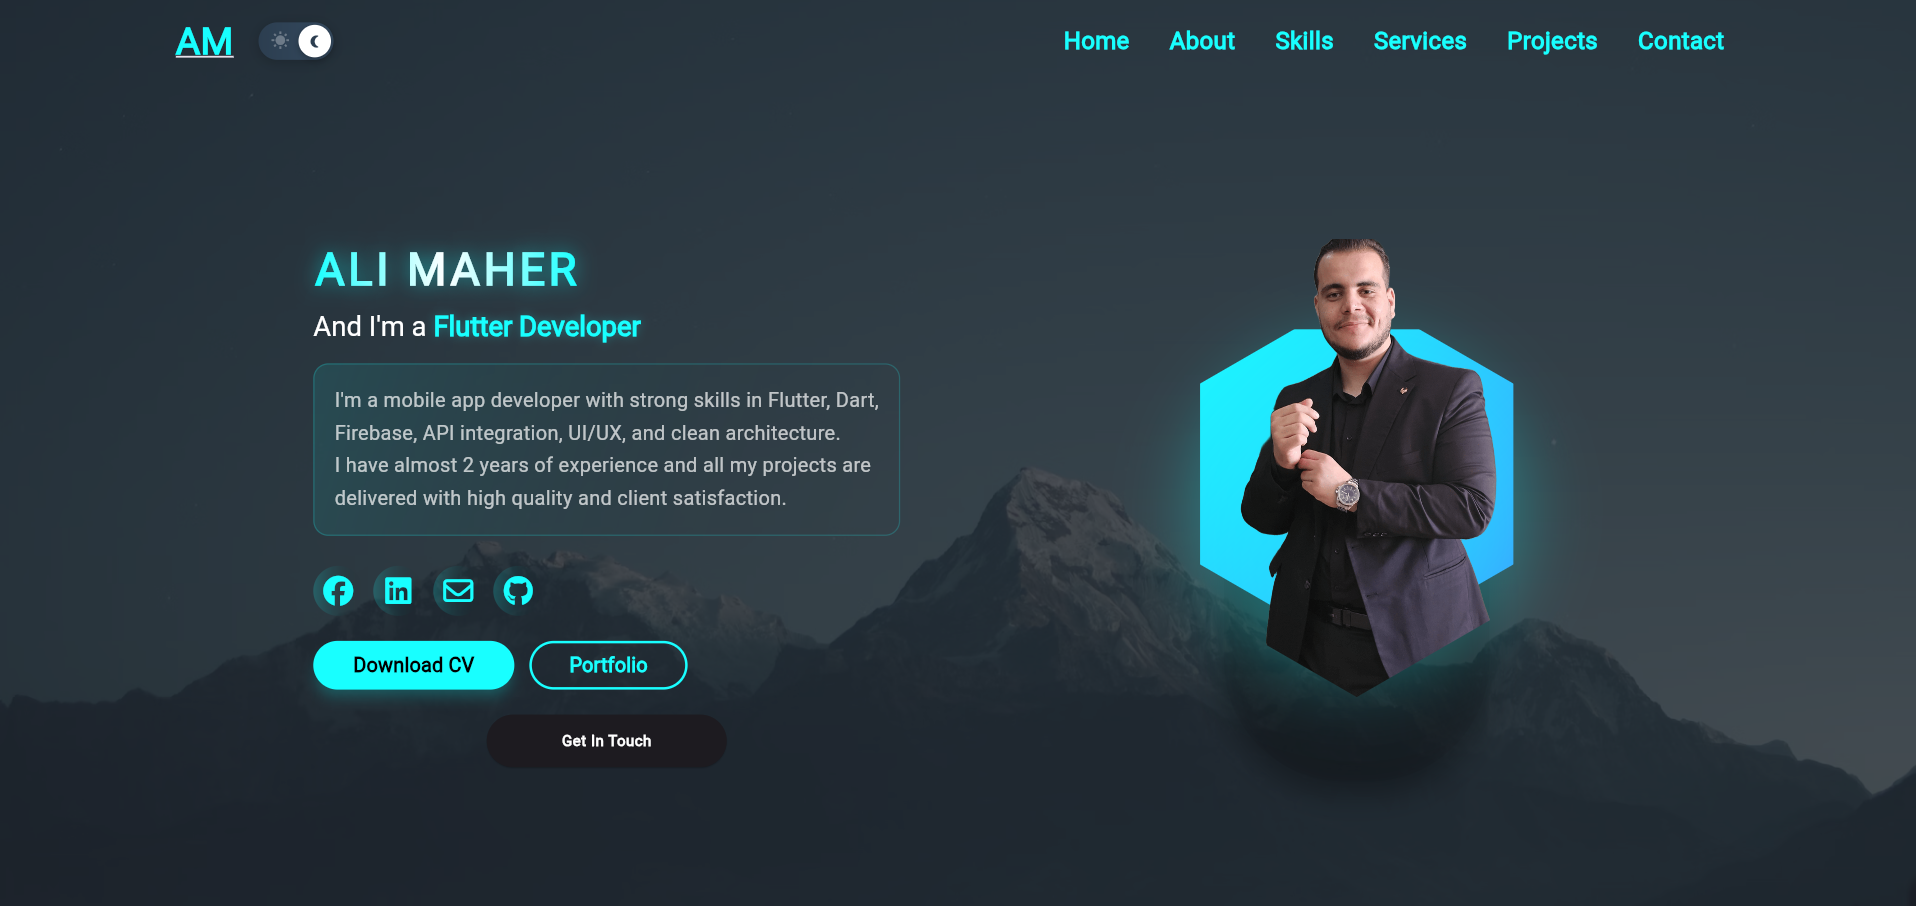 AM
Home
About
Skills
Services
Projects
Contact
ALI MAHER
And I'm a Flutter Developer
I'm a mobile app developer with strong skills in Flutter, Dart,
Firebase, API integration, UI/UX, and clean architecture.
I have almost 2 years of experience and all my projects are
delivered with high quality and client satisfaction.
Download CV
Portfolio
Get In Touch